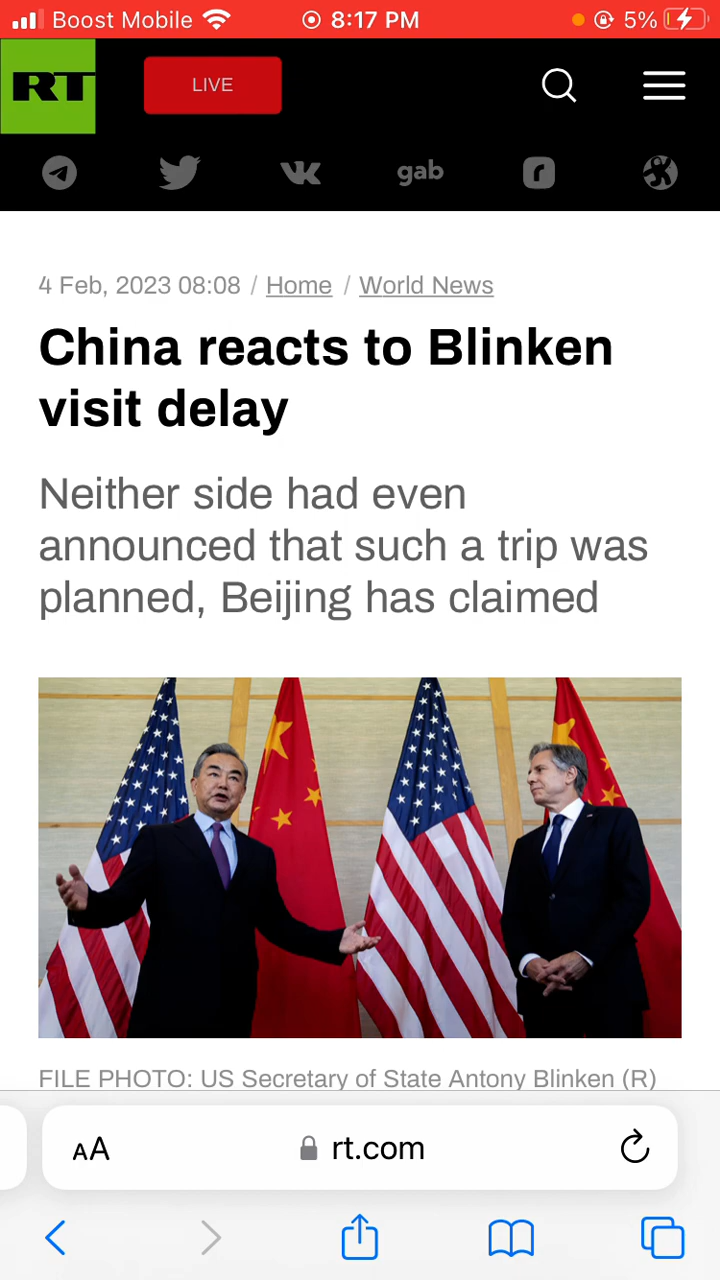 Boost Mobile 8:17 PM 5%
RT LIVE
gab
4 Feb, 2023 08:08 / Home / World News
China reacts to Blinken
visit delay
Neither side had even
announced that such a trip was
planned, Beijing has claimed
FILE PHOTO: US Secretary of State Antony Blinken (R)
AA rt.com